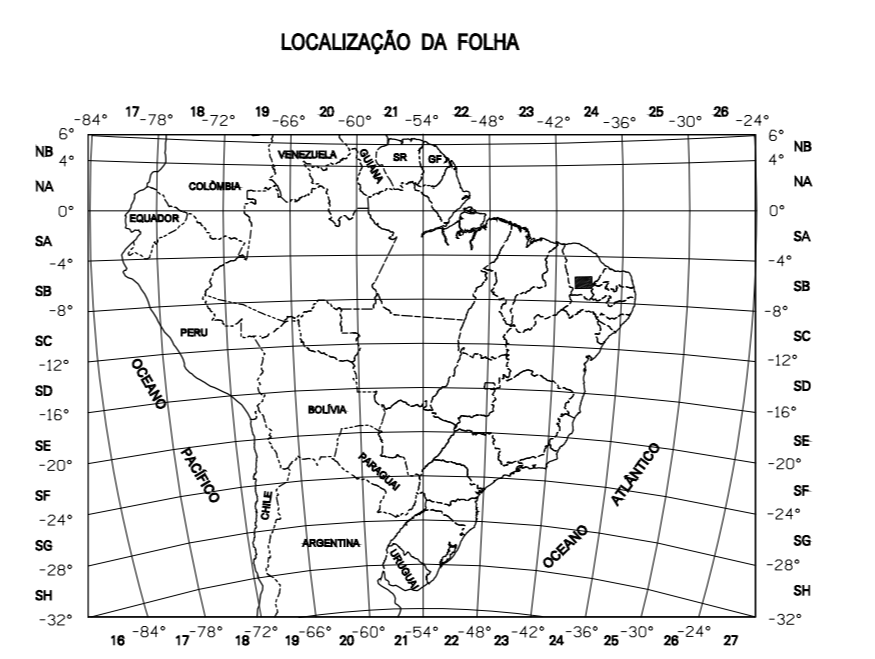 LOCALIZAÇÃO DA FOLHA
17 18 19 20 21 22 23 24 25 26
-84° -78° -72° -66° -60° -54° -48° -42° -36° -30° -24°
6° 6°
NB NB
4° 4°
VENEZUELA GUIANA SR GF
NA COLÔMBIA NA
0° EQUADOR 0°
SA SA
-4° -4°
SB SB
-8° -8°
PERU
SC SC
-12° -12°
OCEANO
SD SD
-16° BOLÍVIA -16°
SE SE
-20° PACÍFICO PARAGUAI ATLÂNTICO -20°
SF CHILE SF
-24° -24°
SG ARGENTINA OCEANO SG
-28° URUGUAI -28°
SH SH
-32° -32°
-84° -78° -72° -66° -60° -54° -48° -42° -36° -30° -24°
16 17 18 19 20 21 22 23 24 25 26 27